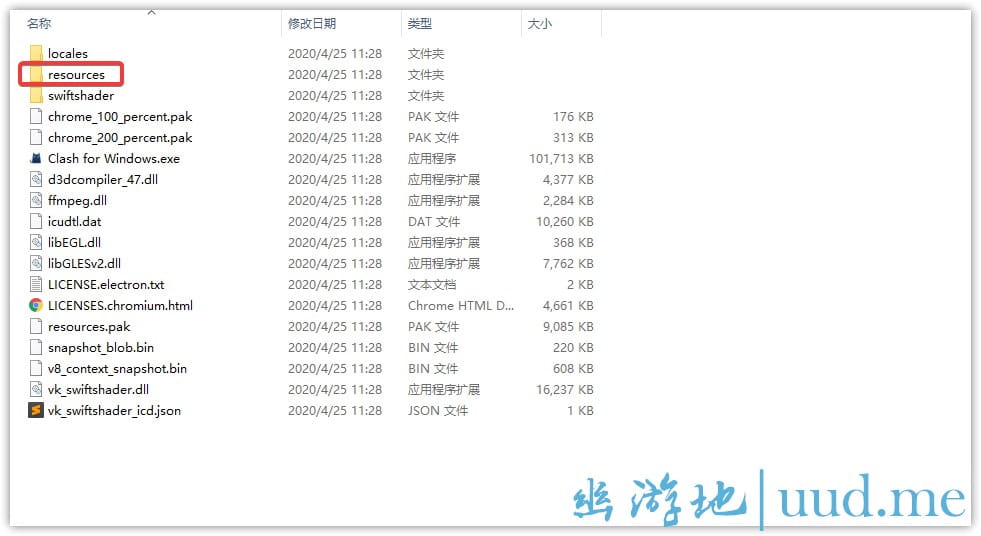 名称 修改日期 类型 大小
locales 2020/4/25 11:28 文件夹
resources 2020/4/25 11:28 文件夹
swiftshader 2020/4/25 11:28 文件夹
chrome_100_percent.pak 2020/4/25 11:28 PAK 文件 176 KB
chrome_200_percent.pak 2020/4/25 11:28 PAK 文件 313 KB
Clash for Windows.exe 2020/4/25 11:28 应用程序 101,713 KB
d3dcompiler_47.dll 2020/4/25 11:28 应用程序扩展 4,377 KB
ffmpeg.dll 2020/4/25 11:28 应用程序扩展 2,284 KB
icudtl.dat 2020/4/25 11:28 DAT 文件 10,260 KB
libEGL.dll 2020/4/25 11:28 应用程序扩展 368 KB
libGLESv2.dll 2020/4/25 11:28 应用程序扩展 7,762 KB
LICENSE.electron.txt 2020/4/25 11:28 文本文档 2 KB
LICENSES.chromium.html 2020/4/25 11:28 Chrome HTML D... 4,661 KB
resources.pak 2020/4/25 11:28 PAK 文件 9,085 KB
snapshot_blob.bin 2020/4/25 11:28 BIN 文件 220 KB
v8_context_snapshot.bin 2020/4/25 11:28 BIN 文件 608 KB
vk_swiftshader.dll 2020/4/25 11:28 应用程序扩展 16,237 KB
vk_swiftshader_icd.json 2020/4/25 11:28 JSON 文件 1 KB
幽游地|uud.me